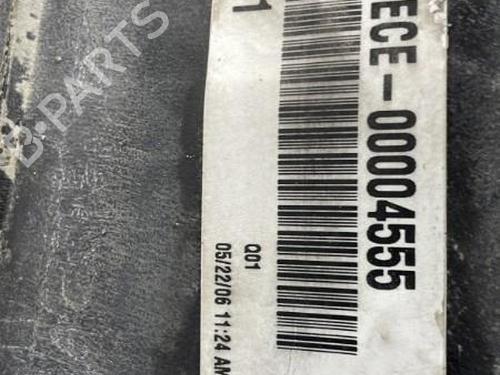 B-PARTS
1
ECE-00004555
Q01
05/22/06 11:24 AM